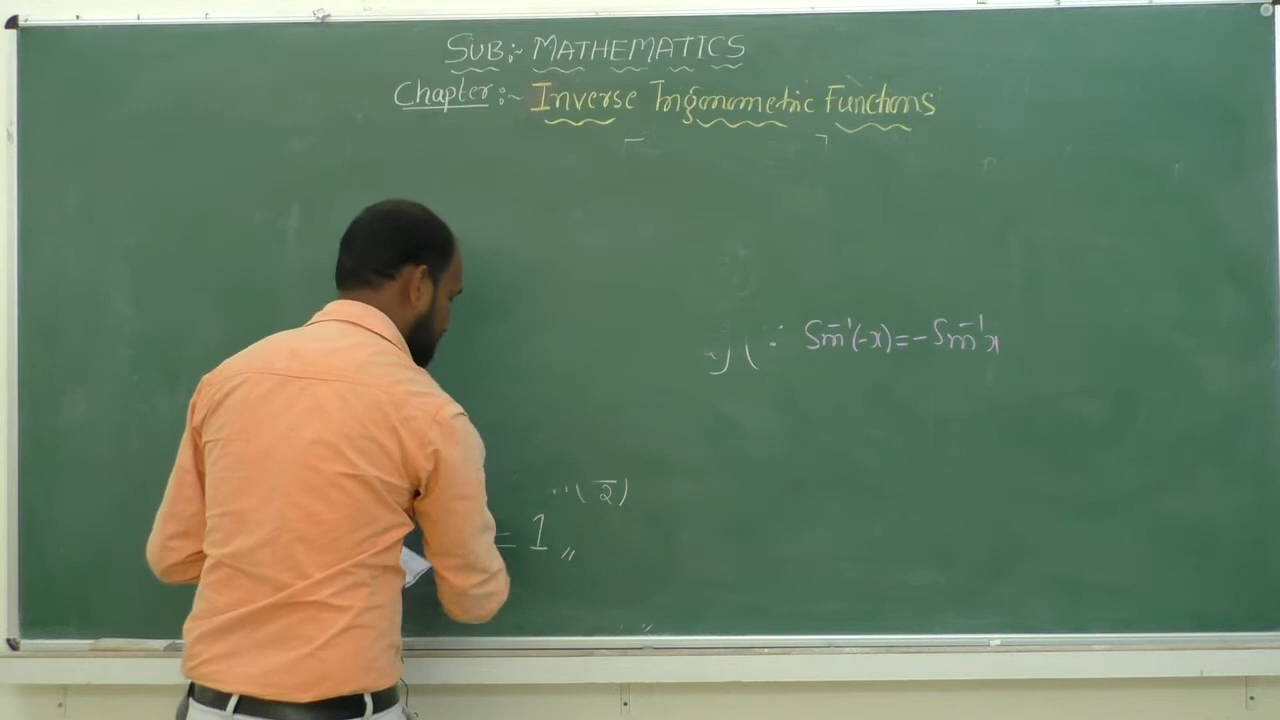 SUB:~ MATHEMATICS
Chapter:~ Inverse Trigonometric Functions
∵ Sin⁻¹(-x)=-Sin⁻¹x
( 2)
= 1 〃